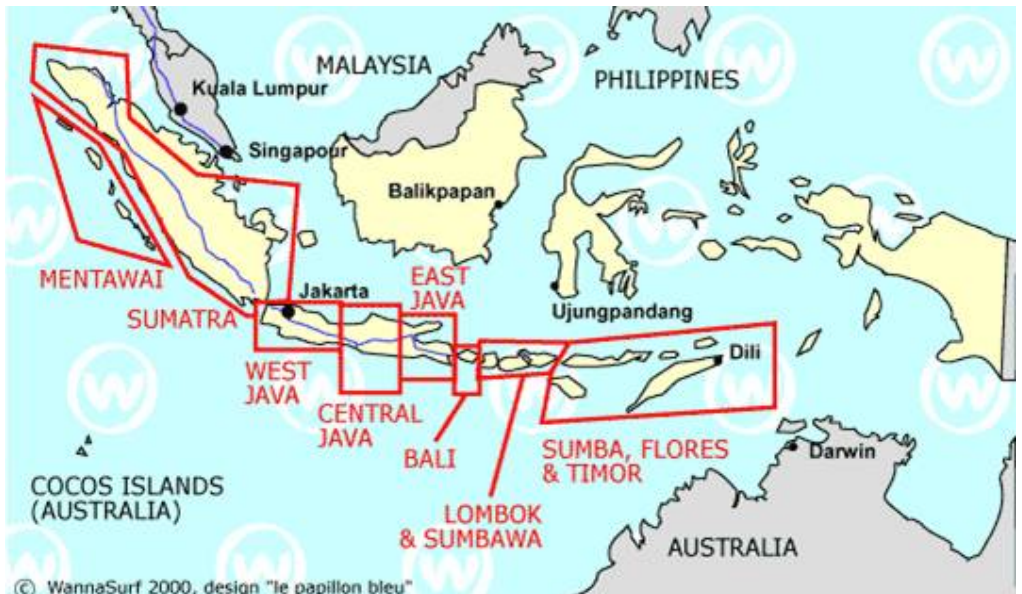 MALAYSIA
PHILIPPINES
Kuala Lumpur
Singapour
Balikpapan
MENTAWAI
SUMATRA
Jakarta
EAST
JAVA
Ujungpandang
Dili
WEST
JAVA
CENTRAL
JAVA
BALI
SUMBA, FLORES
& TIMOR
Darwin
COCOS ISLANDS
(AUSTRALIA)
LOMBOK
& SUMBAWA
AUSTRALIA
© WannaSurf 2000, design "le papillon bleu"